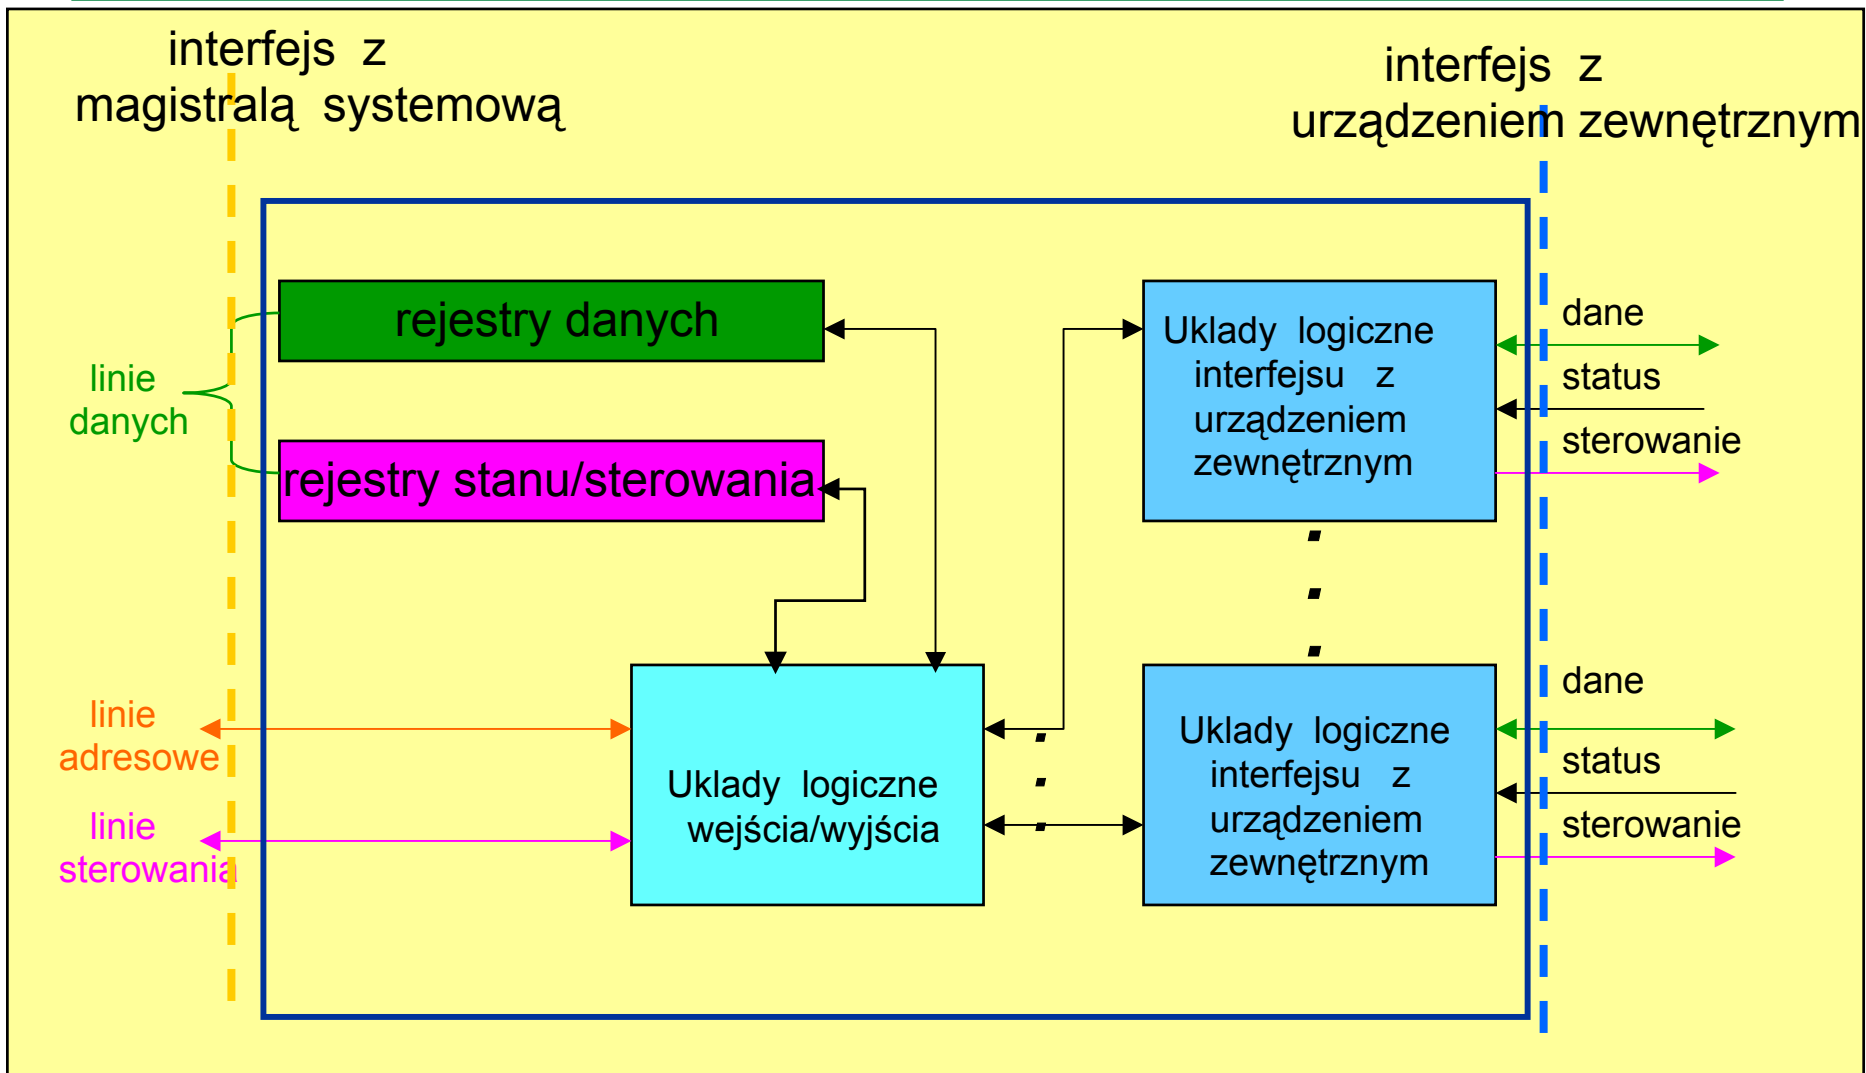 interfejs z
magistralą systemową
interfejs z
urządzeniem zewnętrznym
rejestry danych
linie
danych
rejestry stanu/sterowania
Uklady logiczne
interfejsu z
urządzeniem
zewnętrznym
dane
status
sterowanie
linie
adresowe
linie
sterowania
Uklady logiczne
wejścia/wyjścia
Uklady logiczne
interfejsu z
urządzeniem
zewnętrznym
dane
status
sterowanie